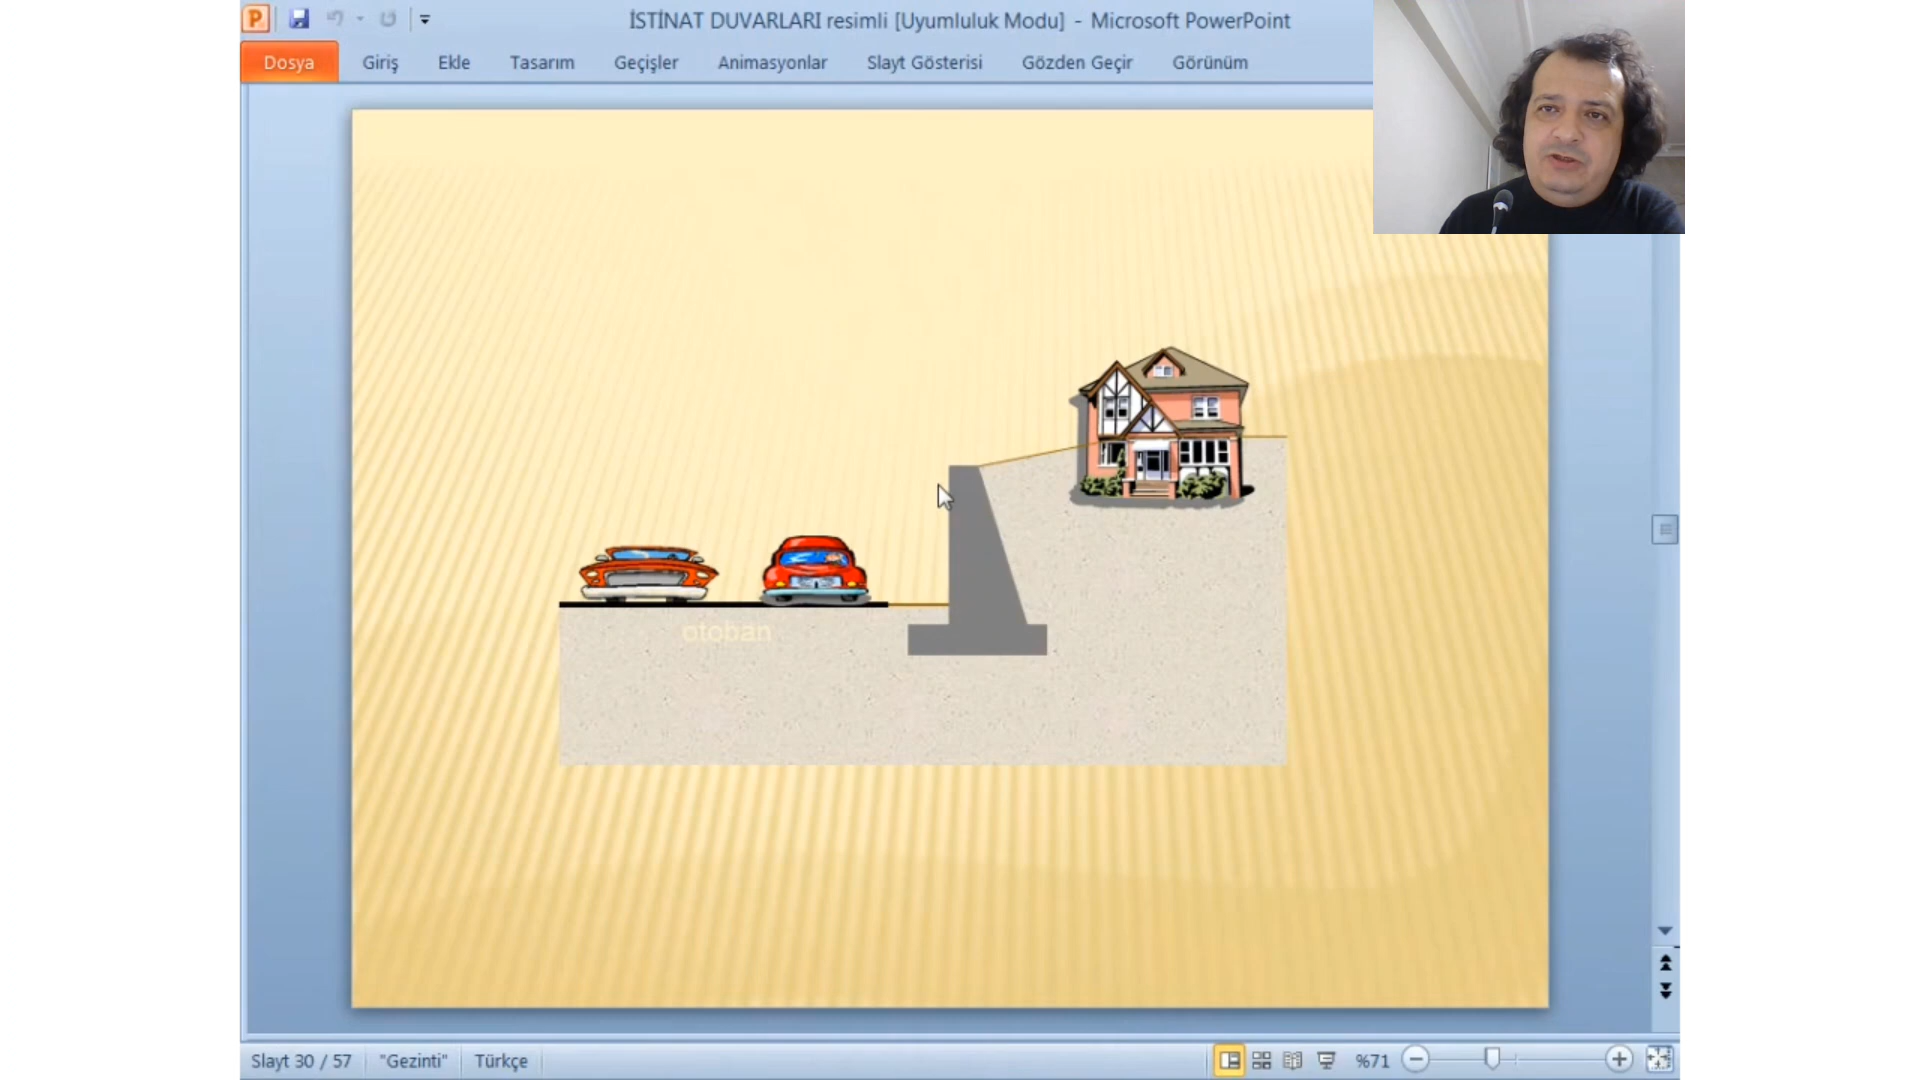 İSTİNAT DUVARLARI resimli [Uyumluluk Modu] - Microsoft PowerPoint
Dosya Giriş Ekle Tasarım Geçişler Animasyonlar Slayt Gösterisi Gözden Geçir Görünüm
otoban
Slayt 30 / 57 "Gezinti" Türkçe %71